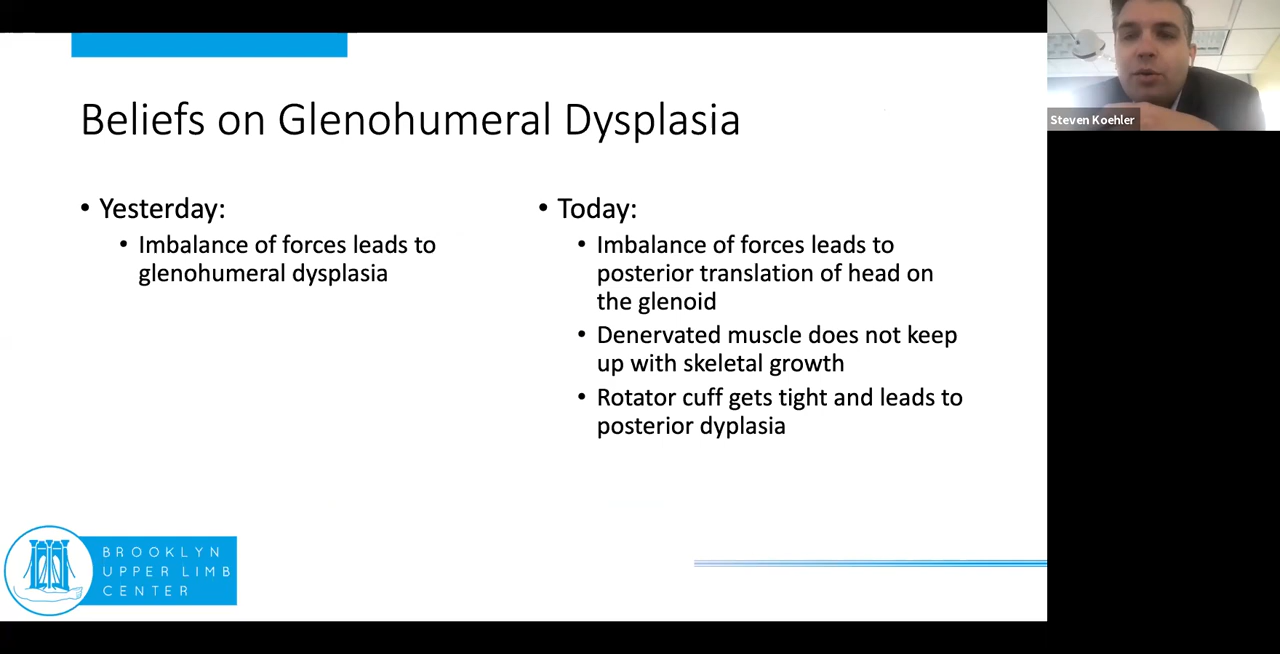 Beliefs on Glenohumeral Dysplasia
• Yesterday:
• Imbalance of forces leads to
glenohumeral dysplasia
• Today:
• Imbalance of forces leads to
posterior translation of head on
the glenoid
• Denervated muscle does not keep
up with skeletal growth
• Rotator cuff gets tight and leads to
posterior dyplasia
BROOKLYN
UPPER LIMB
CENTER
Steven Koehler